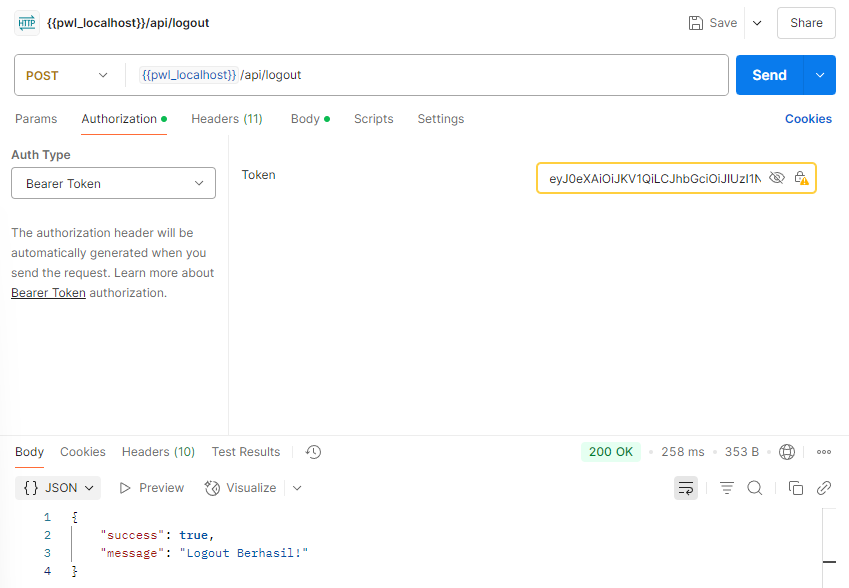 HTTP {{pwl_localhost}}/api/logout Save Share
POST {{pwl_localhost}} /api/logout Send
Params Authorization Headers (11) Body Scripts Settings Cookies
Auth Type
Bearer Token
Token eyJ0eXAiOiJKV1QiLCJhbGciOiJIUzI1N
The authorization header will be
automatically generated when you
send the request. Learn more about
Bearer Token authorization.
Body Cookies Headers (10) Test Results 200 OK • 258 ms • 353 B
{} JSON Preview Visualize
1 {
2 "success": true,
3 "message": "Logout Berhasil!"
4 }